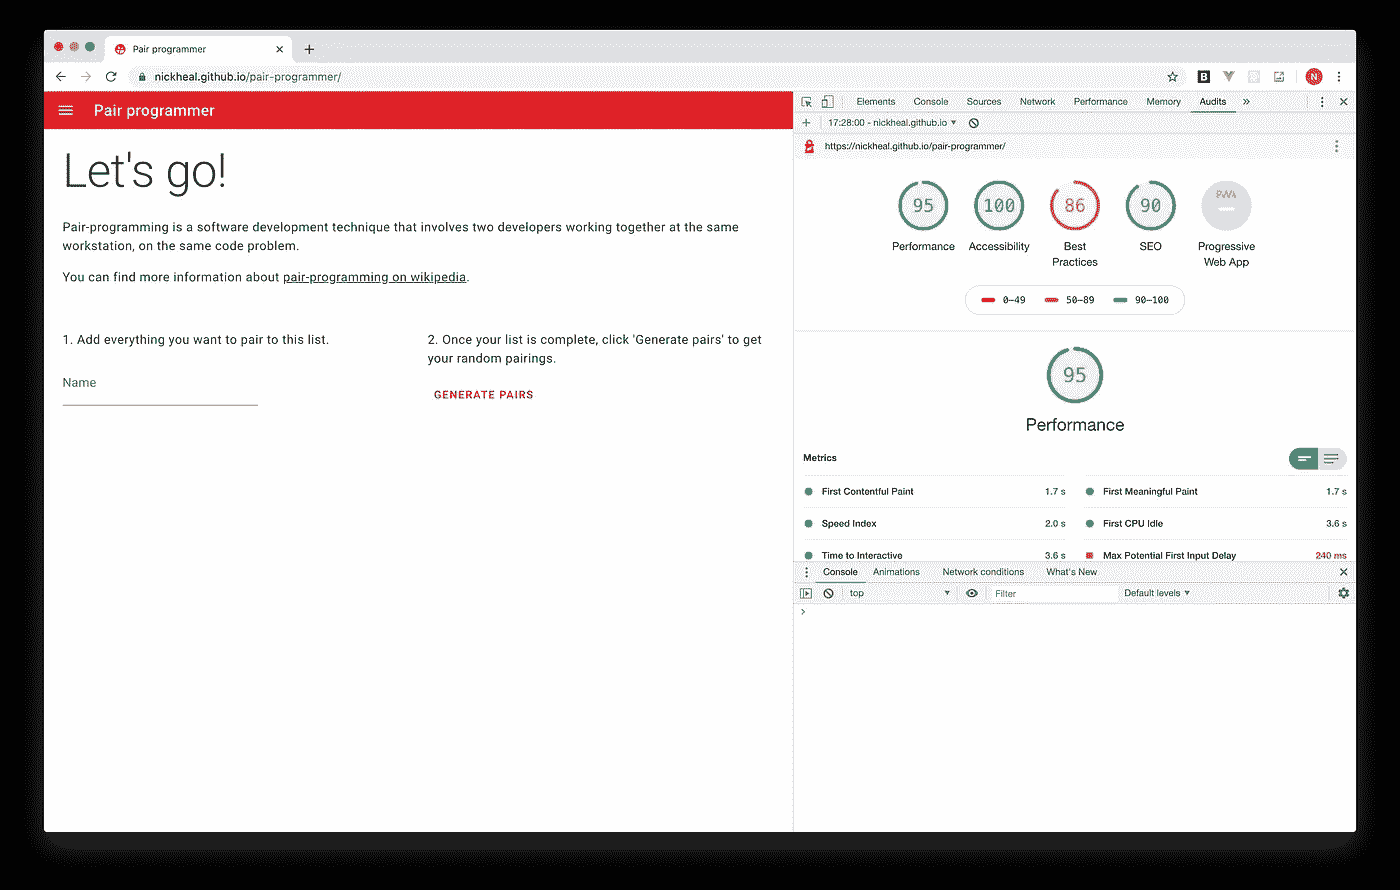 Pair programmer
nickheal.github.io/pair-programmer/
B
N
Pair programmer
Let's go!
Pair-programming is a software development technique that involves two developers working together at the same
workstation, on the same code problem.
You can find more information about pair-programming on wikipedia.
1. Add everything you want to pair to this list.
Name
2. Once your list is complete, click 'Generate pairs' to get
your random pairings.
GENERATE PAIRS
Elements Console Sources Network Performance Memory Audits »
17:28:00 - nickheal.github.io
https://nickheal.github.io/pair-programmer/
95 100 86 90 PWA
Performance Accessibility Best SEO Progressive
Practices Web App
0-49 50-89 90-100
95
Performance
Metrics
First Contentful Paint 1.7 s First Meaningful Paint 1.7 s
Speed Index 2.0 s First CPU Idle 3.6 s
Time to Interactive 3.6 s Max Potential First Input Delay 240 ms
Console Animations Network conditions What's New
top Filter Default levels